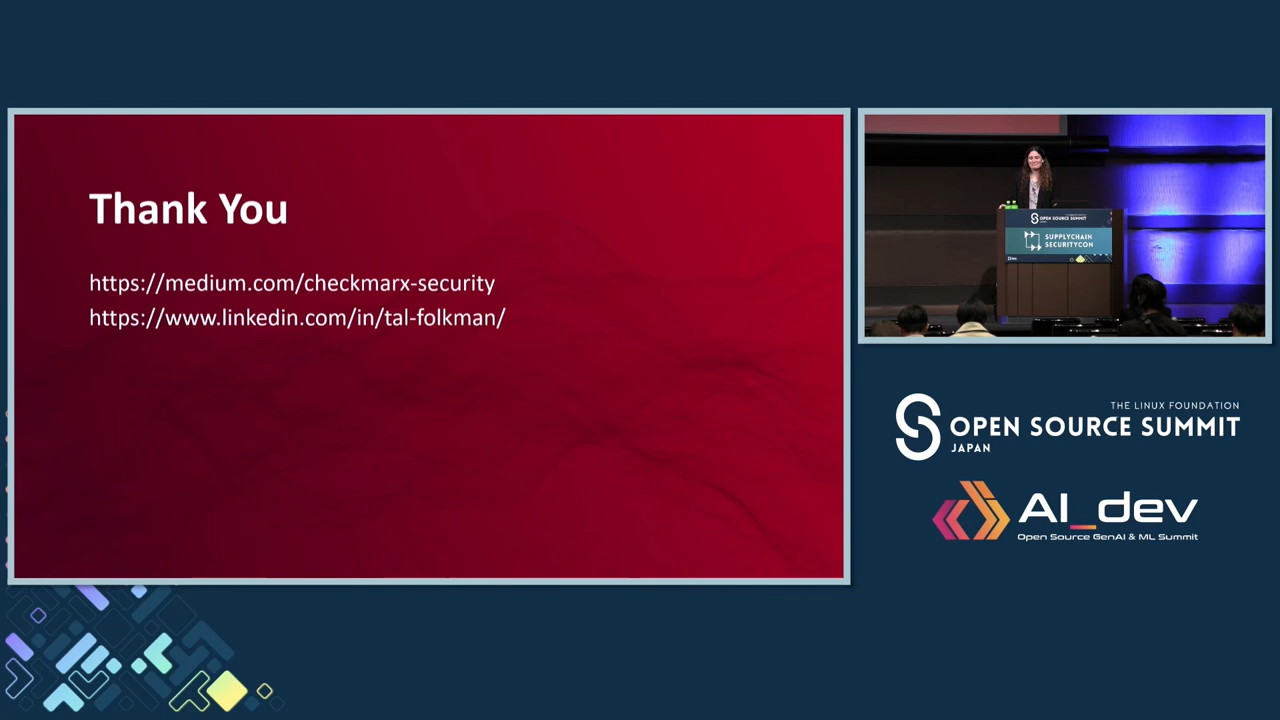 Thank You
https://medium.com/checkmarx-security
https://www.linkedin.com/in/tal-folkman/
OPEN SOURCE SUMMIT
SUPPLYCHAIN
SECURITYCON
THE LINUX FOUNDATION
OPEN SOURCE SUMMIT
JAPAN
AI_dev
Open Source GenAI & ML Summit